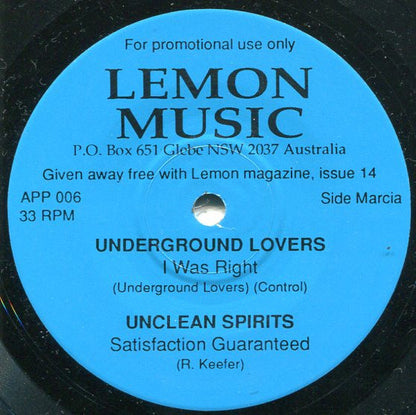 For promotional use only
LEMON
MUSIC
P.O. Box 651 Glebe NSW 2037 Australia
Given away free with Lemon magazine, issue 14
APP 006 Side Marcia
33 RPM
UNDERGROUND LOVERS
I Was Right
(Underground Lovers) (Control)
UNCLEAN SPIRITS
Satisfaction Guaranteed
(R. Keefer)